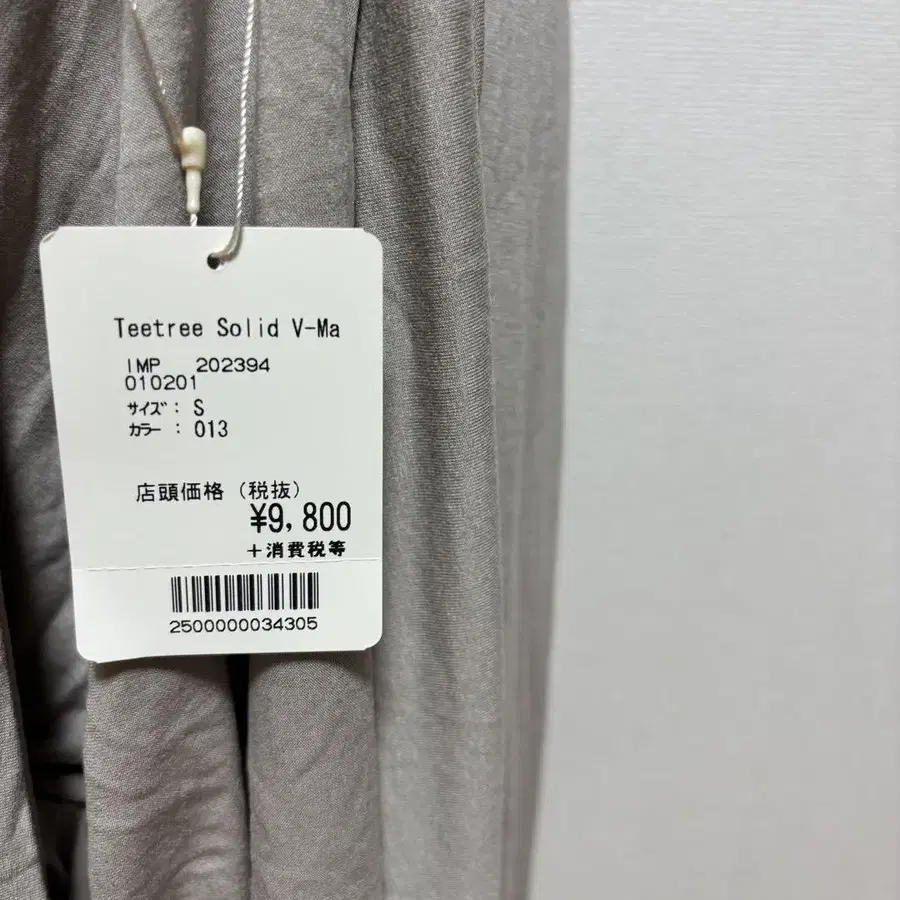 Teetree Solid V-Ma
IMP 202394
010201
ｻｲｽﾞ: S
ｶﾗｰ : 013
店頭価格 (税抜)
¥9,800
+消費税等
2500000034305